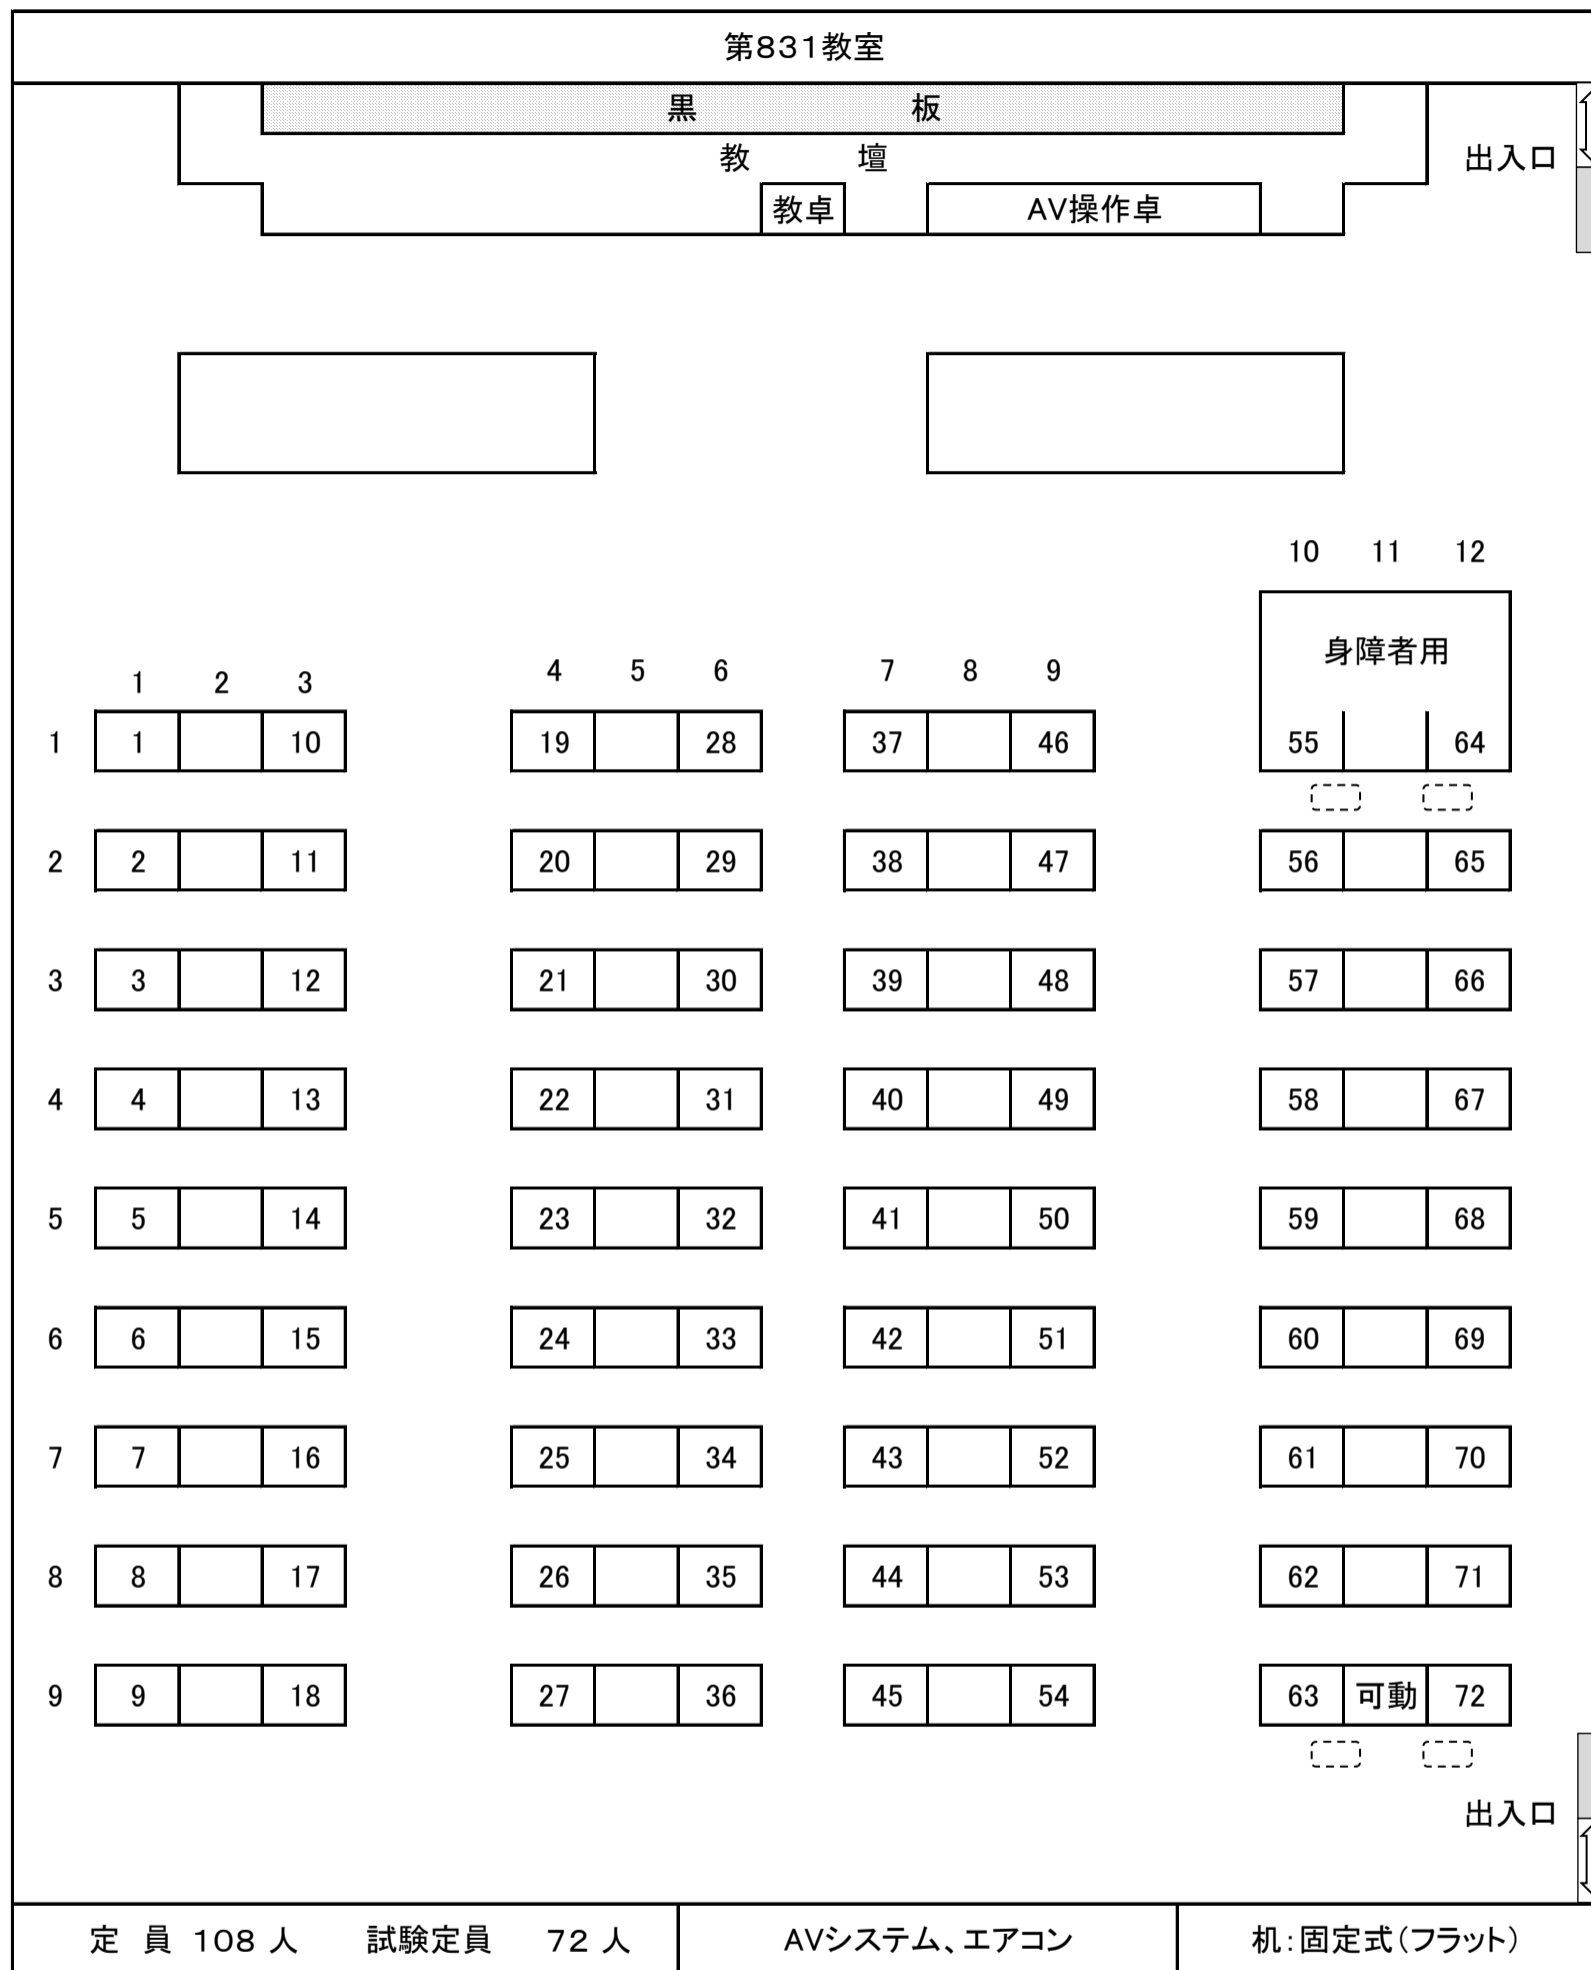 第831教室
黒 板
教 壇 出入口
教卓 AV操作卓
10 11 12
身障者用
1 2 3 4 5 6 7 8 9
1 1 10 19 28 37 46 55 64
2 2 11 20 29 38 47 56 65
3 3 12 21 30 39 48 57 66
4 4 13 22 31 40 49 58 67
5 5 14 23 32 41 50 59 68
6 6 15 24 33 42 51 60 69
7 7 16 25 34 43 52 61 70
8 8 17 26 35 44 53 62 71
9 9 18 27 36 45 54 63 可動 72
出入口
定 員 108 人 試験定員 72 人 AVシステム、エアコン 机:固定式(フラット)